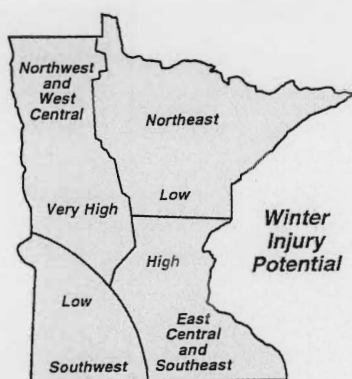 Northwest
and
West
Central
Northeast
Very High
Low
Winter
Injury
Potential
High
Low
East
Central
and
Southeast
Southwest